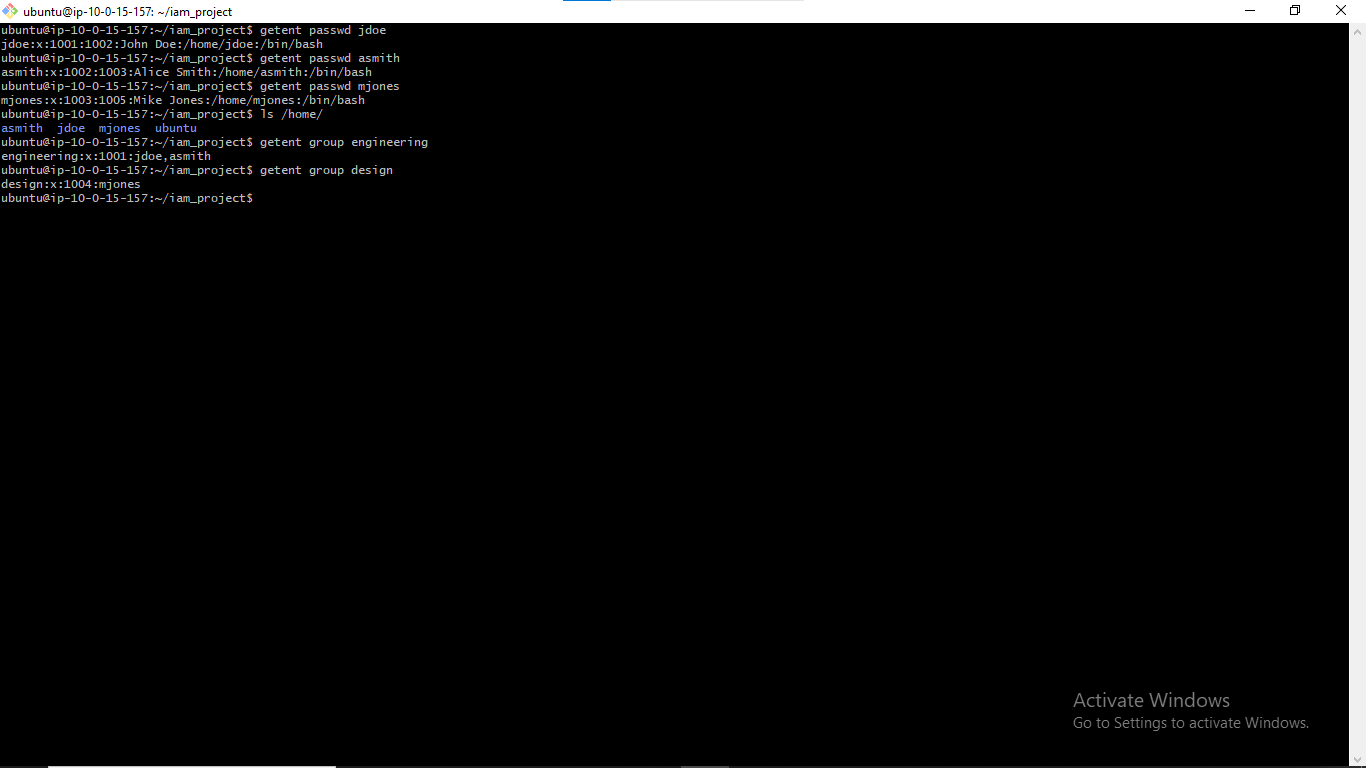 ubuntu@ip-10-0-15-157: ~/iam_project
ubuntu@ip-10-0-15-157:~/iam_project$ getent passwd jdoe
jdoe:x:1001:1002:John Doe:/home/jdoe:/bin/bash
ubuntu@ip-10-0-15-157:~/iam_project$ getent passwd asmith
asmith:x:1002:1003:Alice Smith:/home/asmith:/bin/bash
ubuntu@ip-10-0-15-157:~/iam_project$ getent passwd mjones
mjones:x:1003:1005:Mike Jones:/home/mjones:/bin/bash
ubuntu@ip-10-0-15-157:~/iam_project$ ls /home/
asmith  jdoe  mjones  ubuntu
ubuntu@ip-10-0-15-157:~/iam_project$ getent group engineering
engineering:x:1001:jdoe,asmith
ubuntu@ip-10-0-15-157:~/iam_project$ getent group design
design:x:1004:mjones
ubuntu@ip-10-0-15-157:~/iam_project$
Activate Windows
Go to Settings to activate Windows.